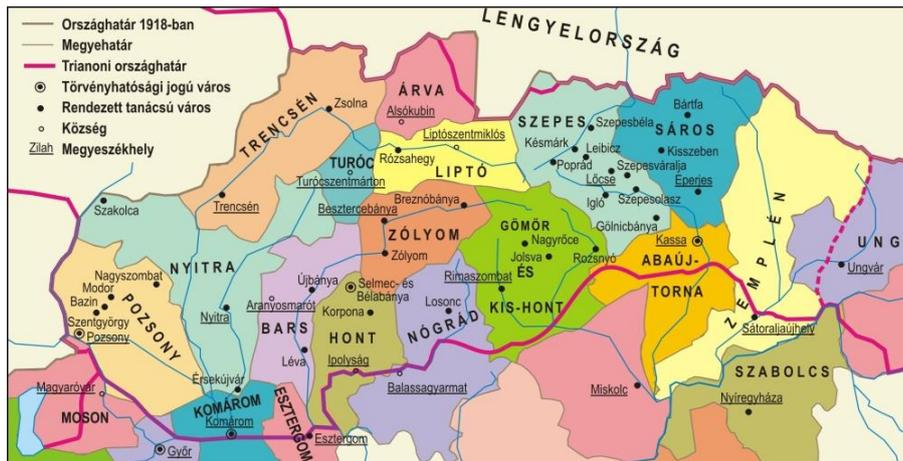 Országhatár 1918-ban
Megyehatár
Trianoni országhatár
Törvényhatósági jogú város
Rendezett tanácsú város
Község
Zilah Megyeszékhely
LENGYELORSZÁG
ÁRVA
Alsókubin
TRENCSÉN
Zsolna
Trencsén
TURÓC
Turócszentmárton
Liptószentmiklós
Rózsahegy
LIPTÓ
SZEPES
Szepesbéla
Késmárk
Leibicz
Poprád
Szepesváralja
Lőcse
Szepesolasz
Igló
Gölnicbánya
Bártfa
SÁROS
Kisszeben
Eperjes
Szakolca
NYITRA
Nyitra
Érsekújvár
Besztercebánya
Breznóbánya
ZÓLYOM
Zólyom
GÖMÖR
Nagyrőce
Jolsva
ÉS
Rozsnyó
Rimaszombat
KIS-HONT
Kassa
ABAÚJ-
TORNA
ZEMPLÉN
Sátoraljaújhely
UNG
Ungvár
Nagyszombat
Modor
Bazin
Szentgyörgy
Pozsony
POZSONY
Újbánya
Aranyosmarót
BARS
Léva
Selmec- és
Bélabánya
Korpona
HONT
Ipolyság
Losonc
NÓGRÁD
Balassagyarmat
Miskolc
SZABOLCS
Nyíregyháza
Magyaróvár
MOSON
KOMÁROM
Komárom
ESZTERGOM
Esztergom
Győr